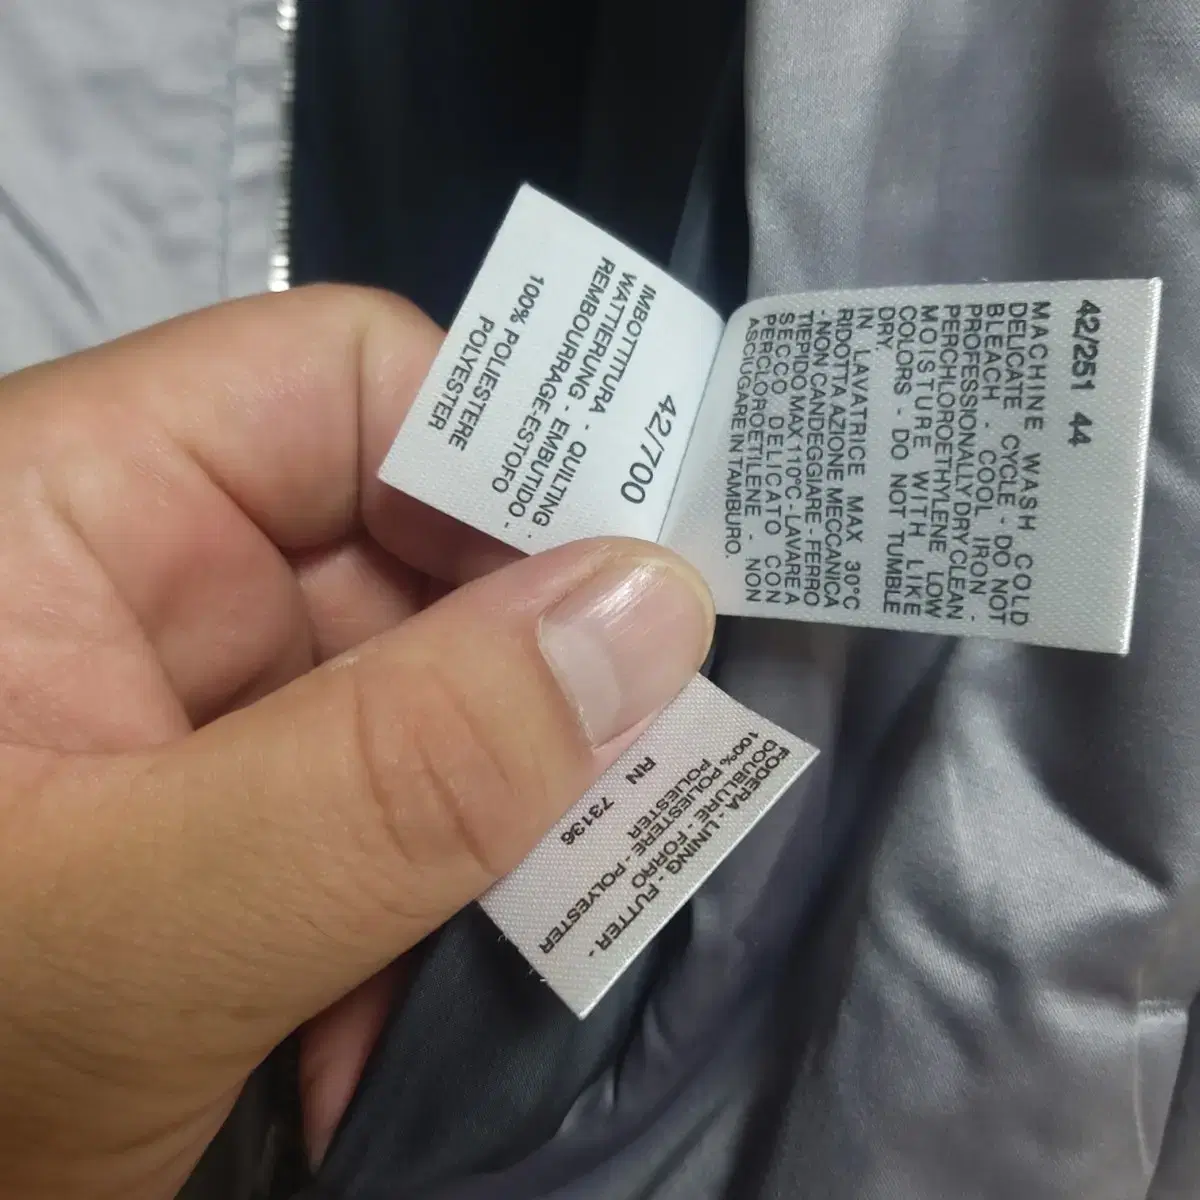 42/251 44
MACHINE WASH COLD
DELICATE CYCLE - DO NOT
BLEACH - COOL IRON -
PROFESSIONALLY DRY CLEAN
PERCHLOROETHYLENE LOW
MOISTURE WITH LIKE
COLORS - DO NOT TUMBLE
DRY.
IN LAVATRICE MAX 30°C
RIDOTTA AZIONE MECCANICA
- NON CANDEGGIARE - FERRO
TIEPIDO MAX 110°C - LAVARE A
SECCO DELICATO CON
PERCLOROETILENE - NON
ASCIUGARE IN TAMBURO.
42/700
IMBOTTITURA - QUILTING
WATTIERUNG - EMBUTIDO -
REMBOURRAGE-ESTOFO
100% POLIESTERE
POLYESTER
FODERA - LINING - FUTTER -
DOUBLURE - FORRO
100% POLIESTERE - POLYESTER
POLIESTER
RN 73136